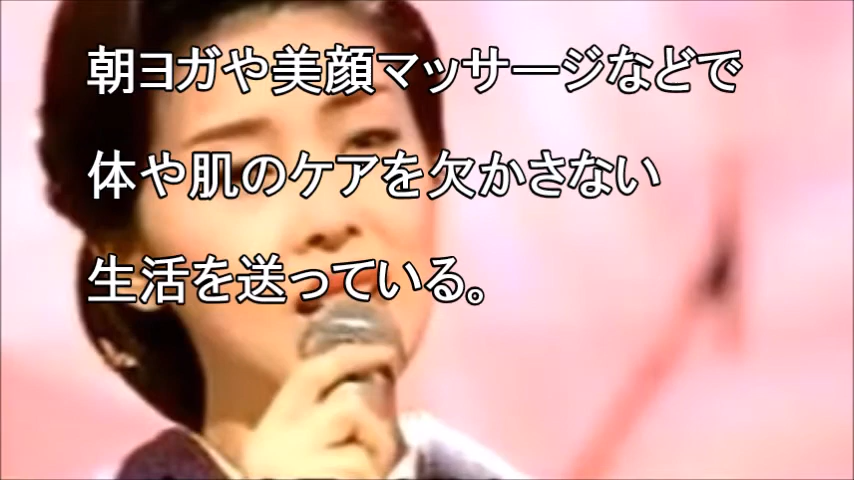 朝ヨガや美顔マッサージなどで
体や肌のケアを欠かさない
生活を送っている。